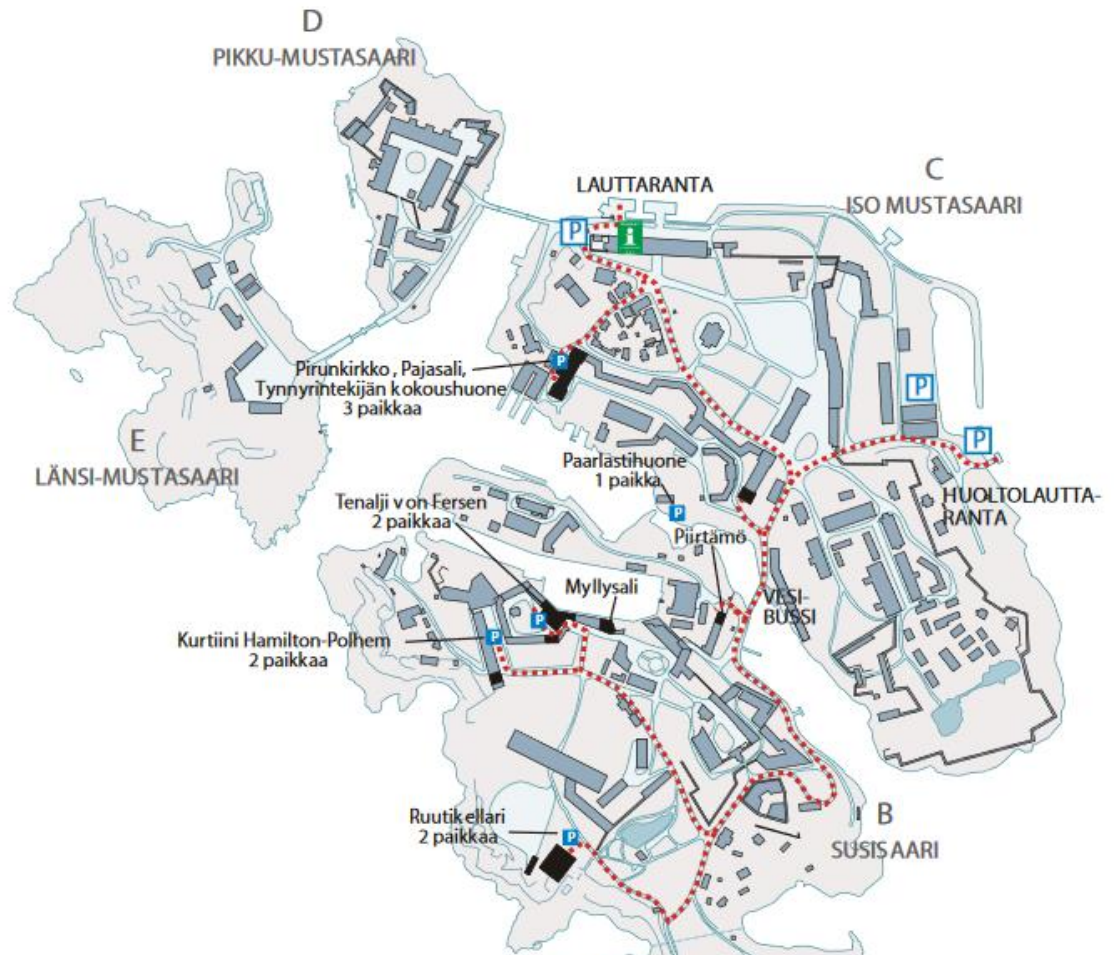 D
PIKKU-MUSTASAARI
LAUTTARANTA
C
ISO MUSTASAARI
P
i
Pirunkirkko, Pajasali,
Tynnyrintekijän kokoushuone
3 paikkaa
P
P
P
E
LÄNSI-MUSTASAARI
Paarlastihuone
1 paikka
P
HUOLTOLAUTTA-
RANTA
Tenalji von Fersen
2 paikkaa
Piirtämö
Myllysali
VESI-
BUSSI
P
P
Kurtiini Hamilton-Polhem
2 paikkaa
Ruutikellari
2 paikkaa
P
B
SUSISAARI